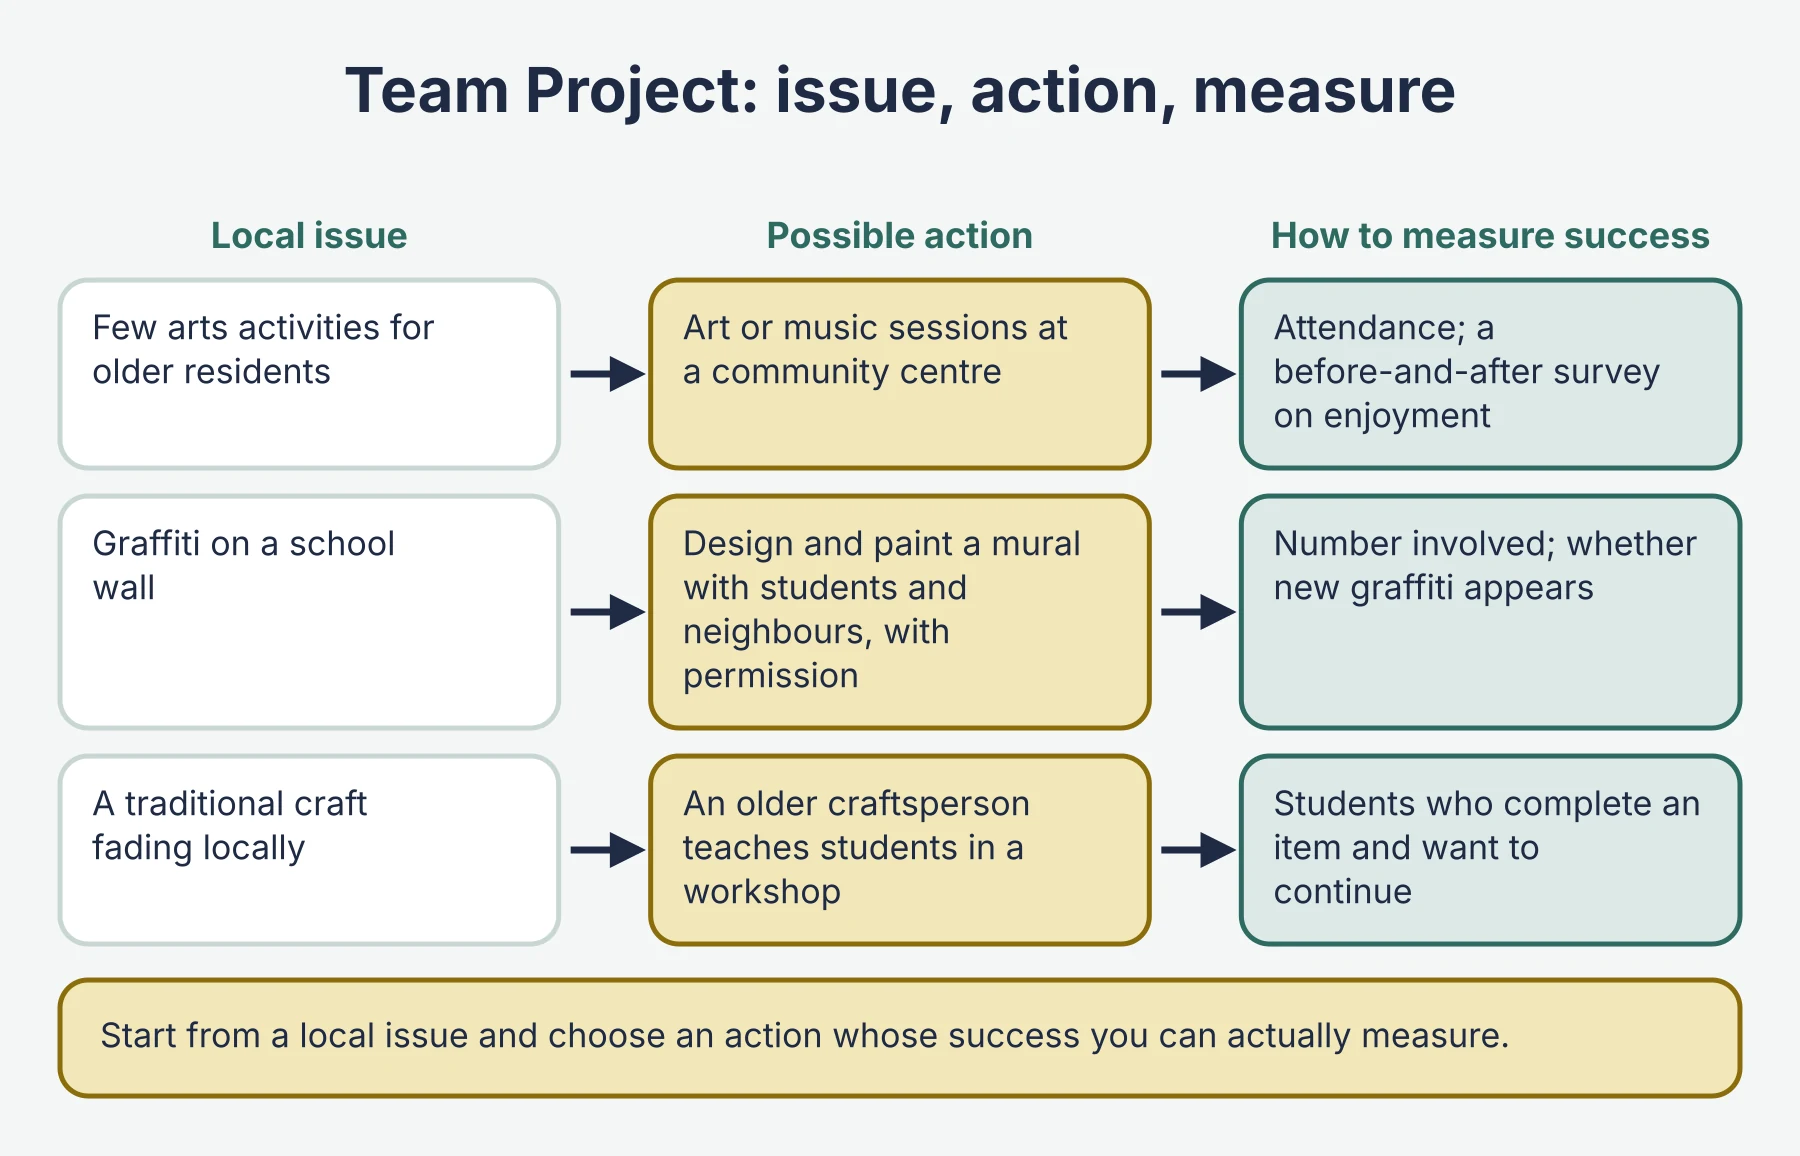 Team Project: issue, action, measure
Local issue
Possible action
How to measure success
Few arts activities for
older residents
Art or music sessions at
a community centre
Attendance; a
before-and-after survey
on enjoyment
Graffiti on a school
wall
Design and paint a mural
with students and
neighbours, with
permission
Number involved; whether
new graffiti appears
A traditional craft
fading locally
An older craftsperson
teaches students in a
workshop
Students who complete an
item and want to
continue
Start from a local issue and choose an action whose success you can actually measure.